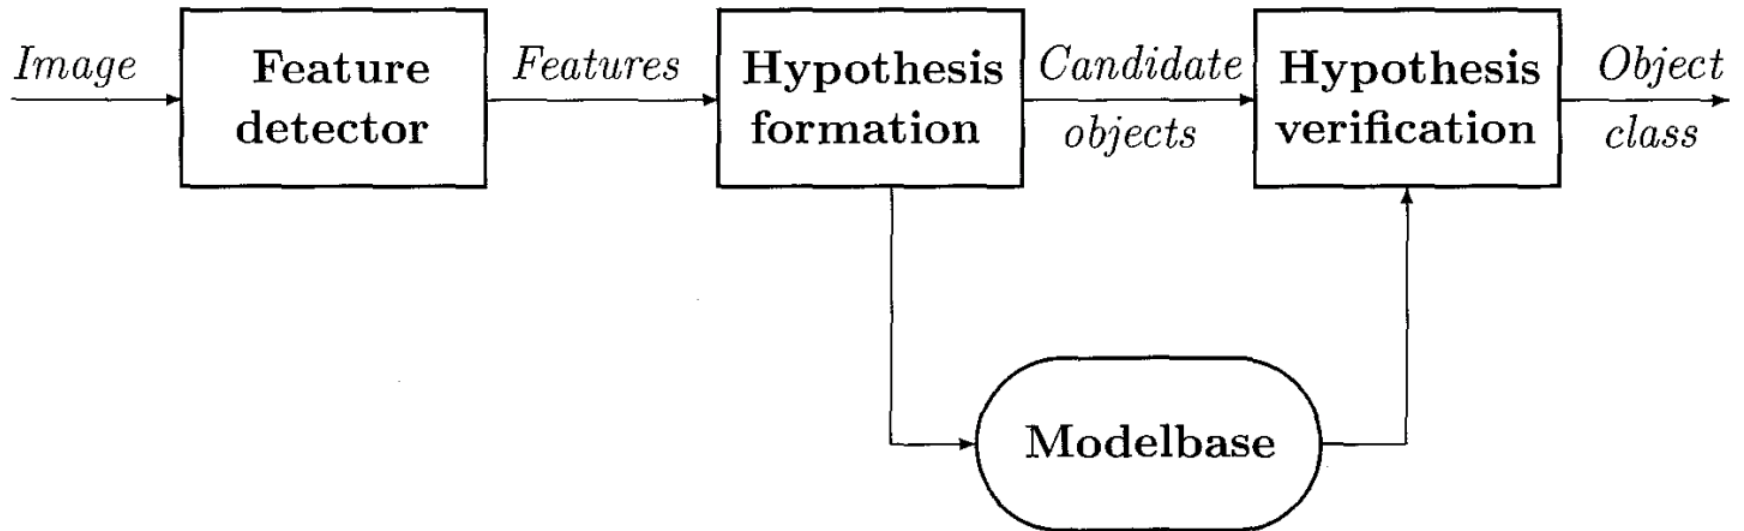 Image
Feature
detector
Features
Hypothesis
formation
Candidate
objects
Hypothesis
verification
Object
class
Modelbase